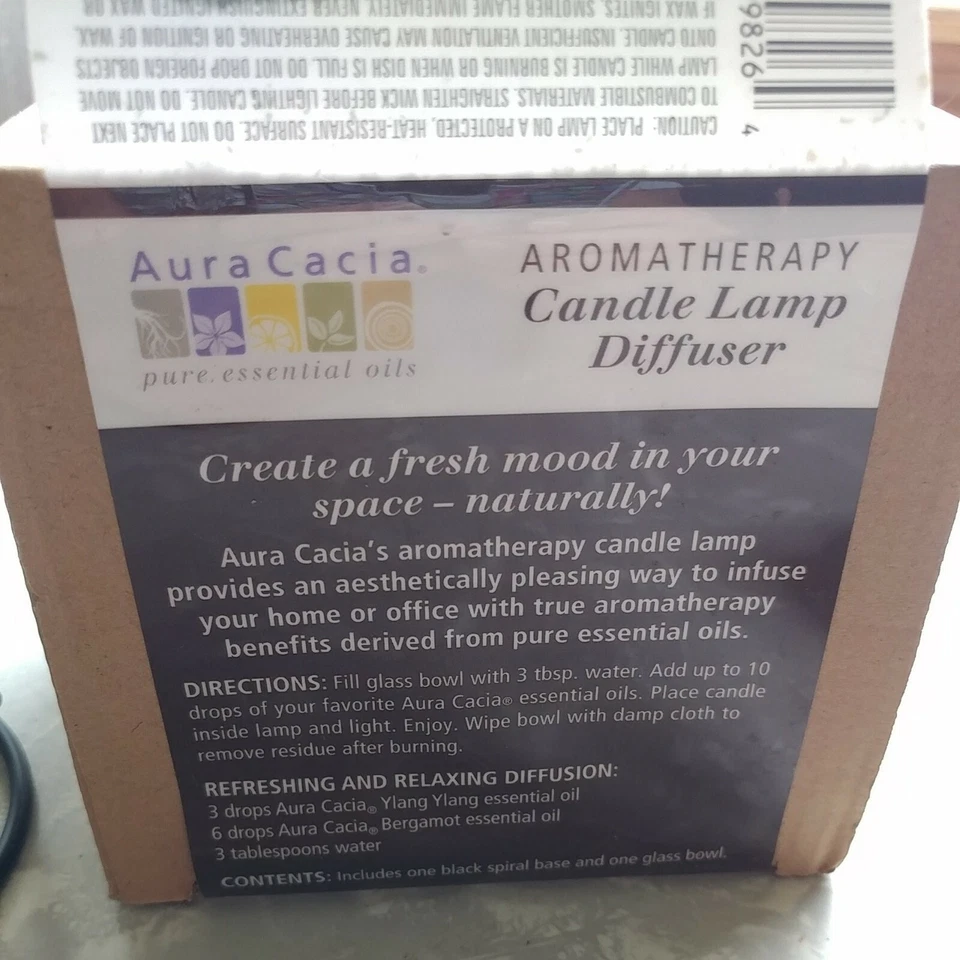 CAUTION: PLACE LAMP ON A PROTECTED, HEAT-RESISTANT SURFACE. DO NOT PLACE NEXT
TO COMBUSTIBLE MATERIALS. STRAIGHTEN WICK BEFORE LIGHTING CANDLE. DO NOT MOVE
LAMP WHILE CANDLE IS BURNING OR WHEN DISH IS FULL. DO NOT DROP FOREIGN OBJECTS
ONTO CANDLE. INSUFFICIENT VENTILATION MAY CAUSE OVERHEATING OR IGNITION OF WAX.
IF WAX IGNITES, SMOTHER FLAME IMMEDIATELY. NEVER EXTINGUISH IGNITED WAX OR WAX
9826 4
Aura Cacia®
pure essential oils
AROMATHERAPY
Candle Lamp
Diffuser
Create a fresh mood in your
space – naturally!
Aura Cacia's aromatherapy candle lamp
provides an aesthetically pleasing way to infuse
your home or office with true aromatherapy
benefits derived from pure essential oils.
DIRECTIONS: Fill glass bowl with 3 tbsp. water. Add up to 10
drops of your favorite Aura Cacia® essential oils. Place candle
inside lamp and light. Enjoy. Wipe bowl with damp cloth to
remove residue after burning.
REFRESHING AND RELAXING DIFFUSION:
3 drops Aura Cacia® Ylang Ylang essential oil
6 drops Aura Cacia® Bergamot essential oil
3 tablespoons water
CONTENTS: Includes one black spiral base and one glass bowl.